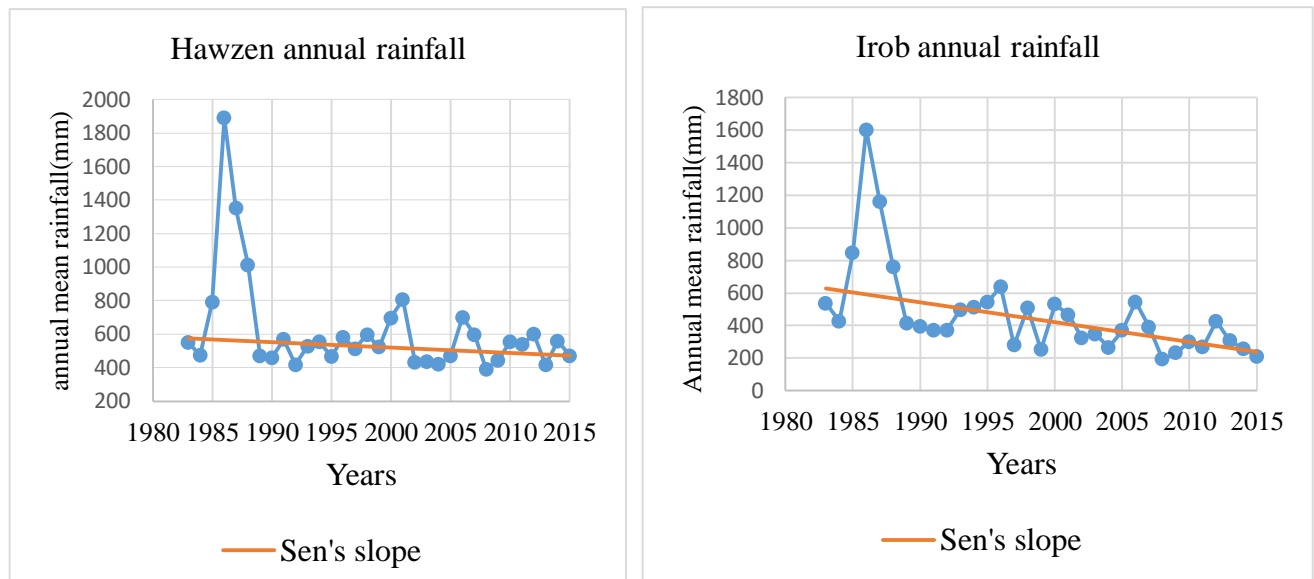 Hawzen annual rainfall
annual mean rainfall(mm)
2000
1800
1600
1400
1200
1000
800
600
400
200
1980 1985 1990 1995 2000 2005 2010 2015
Years
Sen's slope
Irob annual rainfall
Annual mean rainfall(mm)
1800
1600
1400
1200
1000
800
600
400
200
0
1980 1985 1990 1995 2000 2005 2010 2015
Years
Sen's slope